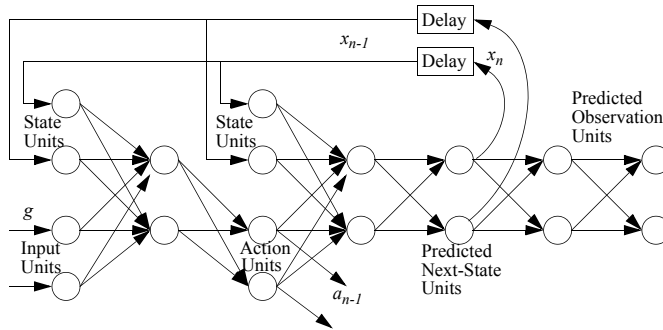 Delay
x_{n-1}
Delay
x_n
State
Units
State
Units
Predicted
Observation
Units
g
Input
Units
Action
Units
a_{n-1}
Predicted
Next-State
Units